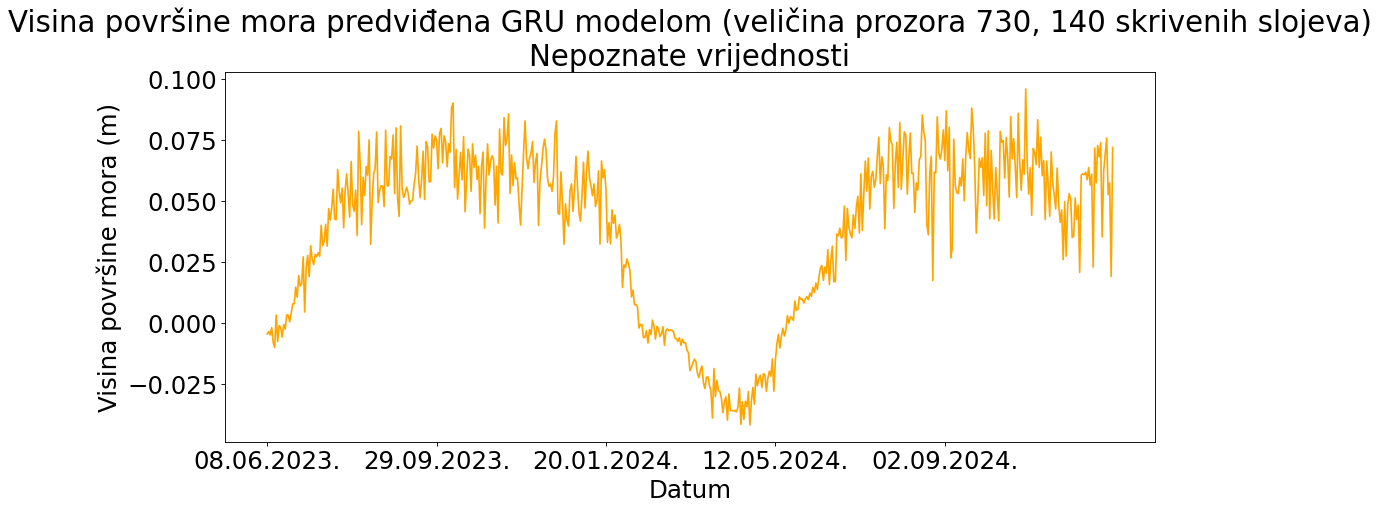 Visina površine mora predviđena GRU modelom (veličina prozora 730, 140 skrivenih slojeva)
Nepoznate vrijednosti
Visina površine mora (m)
0.100
0.075
0.050
0.025
0.000
−0.025
08.06.2023.
29.09.2023.
20.01.2024.
12.05.2024.
02.09.2024.
Datum